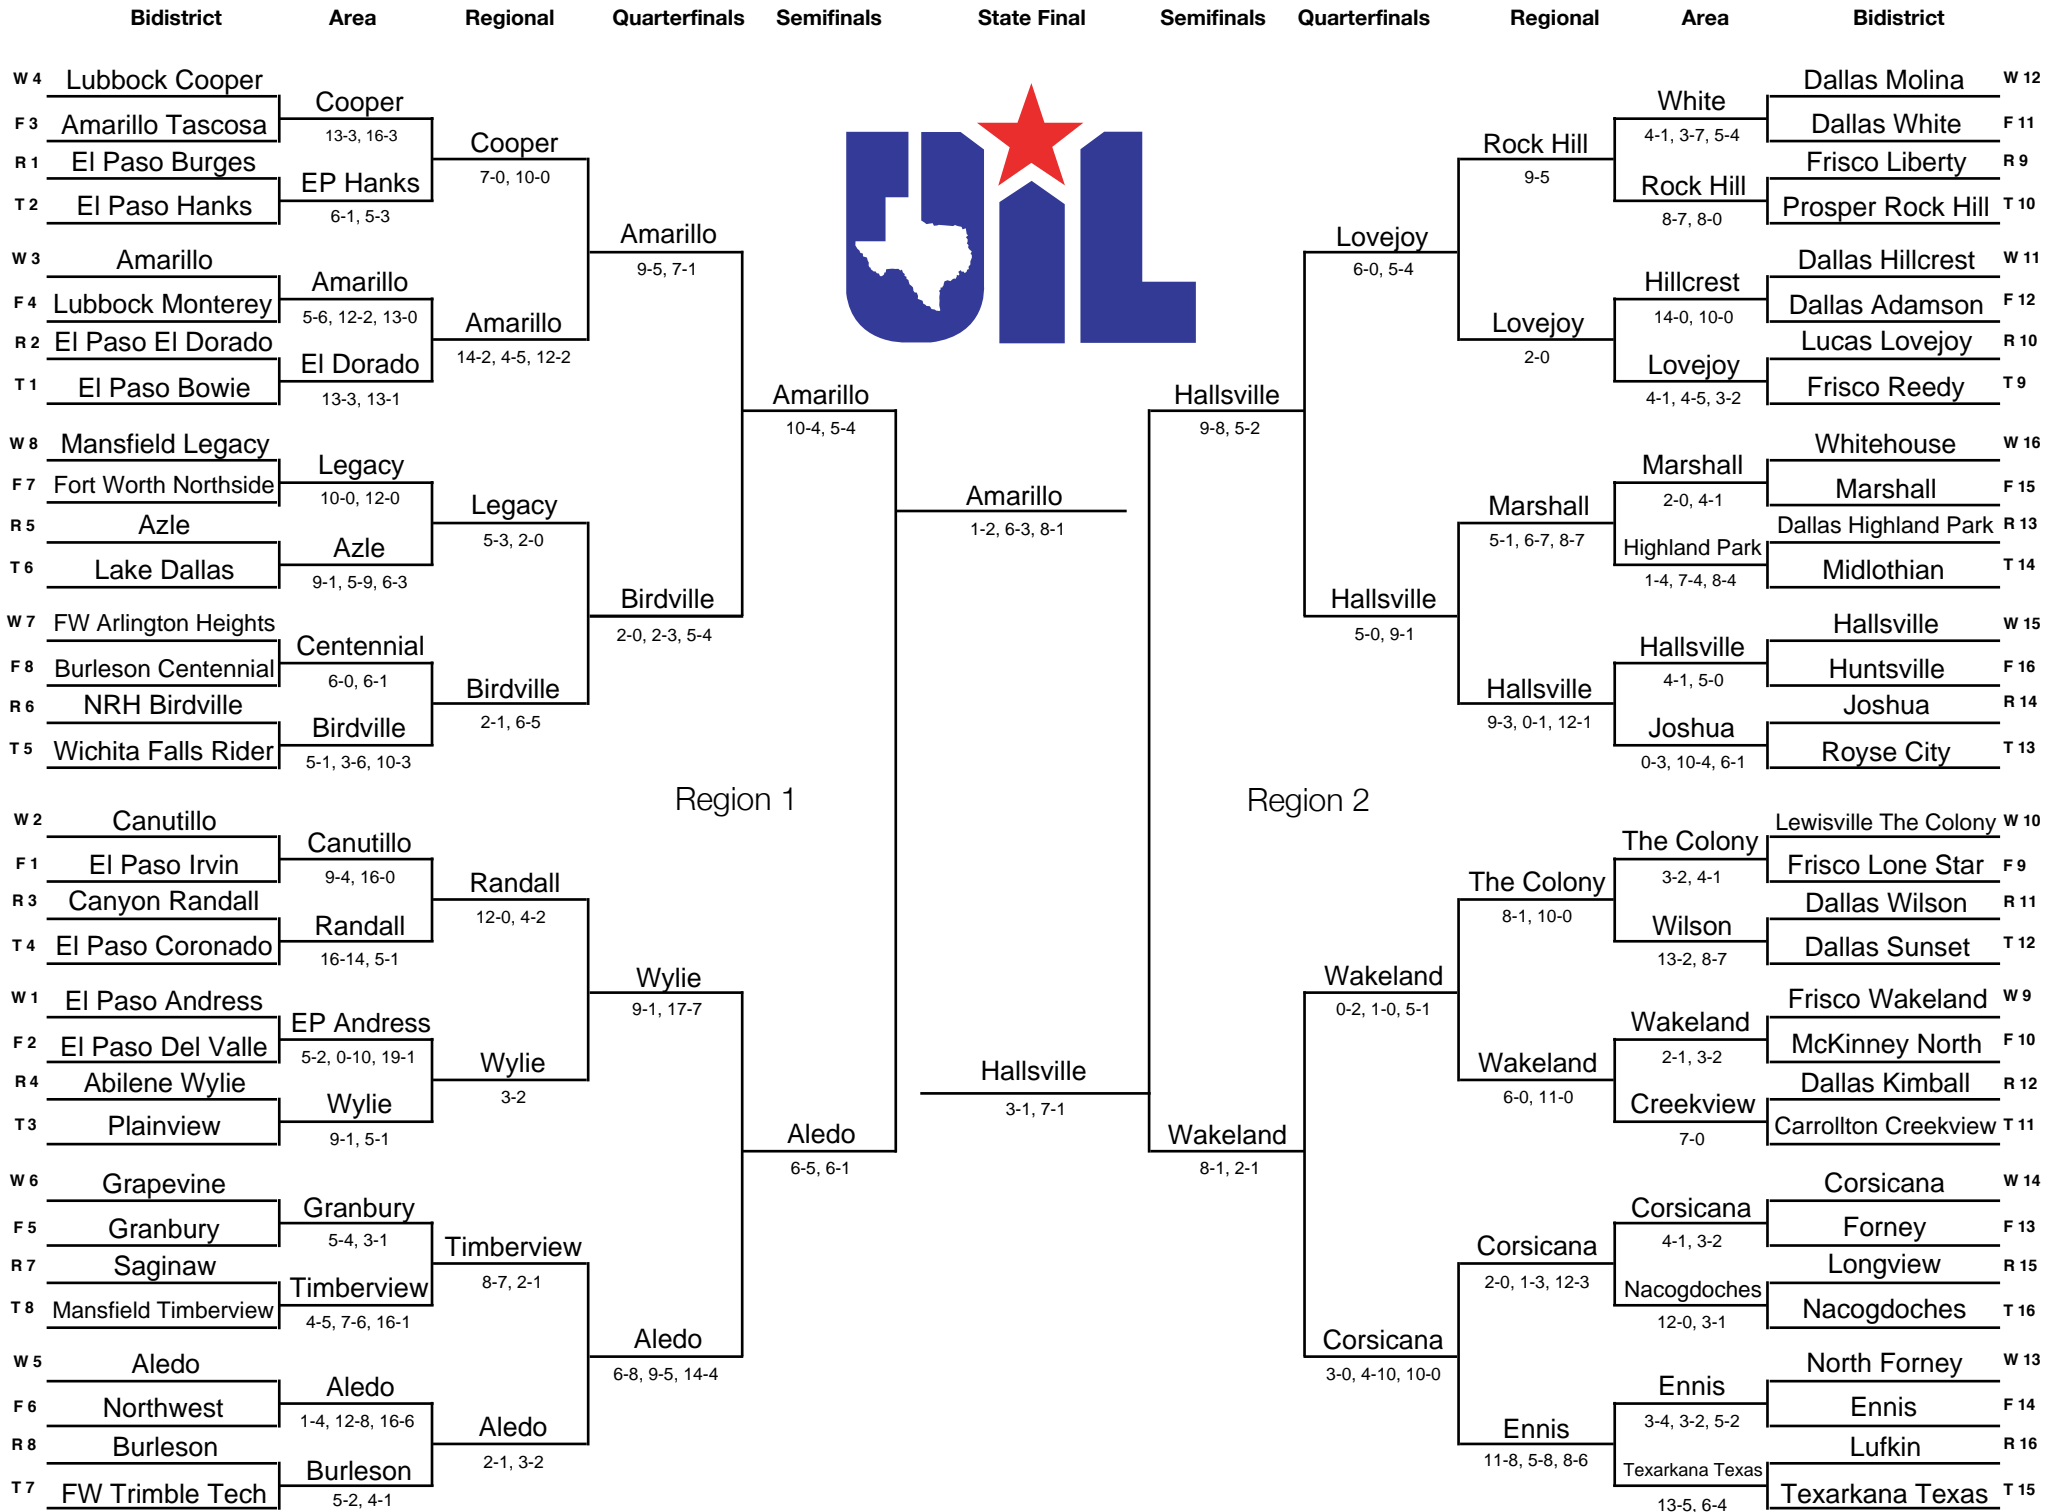 Bidistrict Area Regional Quarterfinals Semifinals State Final Semifinals Quarterfinals Regional Area Bidistrict
W 4 Lubbock Cooper
Cooper
F 3 Amarillo Tascosa
13-3, 16-3
Cooper
R 1 El Paso Burges
7-0, 10-0
EP Hanks
T 2 El Paso Hanks
6-1, 5-3
Amarillo
9-5, 7-1
W 3 Amarillo
Amarillo
F 4 Lubbock Monterey
5-6, 12-2, 13-0
Amarillo
R 2 El Paso El Dorado
14-2, 4-5, 12-2
El Dorado
T 1 El Paso Bowie
13-3, 13-1
Amarillo
10-4, 5-4
W 8 Mansfield Legacy
Legacy
F 7 Fort Worth Northside
10-0, 12-0
Legacy
R 5 Azle
5-3, 2-0
Azle
T 6 Lake Dallas
9-1, 5-9, 6-3
Birdville
2-0, 2-3, 5-4
W 7 FW Arlington Heights
Centennial
F 8 Burleson Centennial
6-0, 6-1
Birdville
R 6 NRH Birdville
2-1, 6-5
Birdville
T 5 Wichita Falls Rider
5-1, 3-6, 10-3
Amarillo
1-2, 6-3, 8-1
Region 1
W 2 Canutillo
Canutillo
F 1 El Paso Irvin
9-4, 16-0
Randall
R 3 Canyon Randall
12-0, 4-2
Randall
T 4 El Paso Coronado
16-14, 5-1
Wylie
9-1, 17-7
W 1 El Paso Andress
EP Andress
F 2 El Paso Del Valle
5-2, 0-10, 19-1
Wylie
R 4 Abilene Wylie
3-2
Wylie
T 3 Plainview
9-1, 5-1
Aledo
6-5, 6-1
W 6 Grapevine
Granbury
F 5 Granbury
5-4, 3-1
Timberview
R 7 Saginaw
8-7, 2-1
Timberview
T 8 Mansfield Timberview
4-5, 7-6, 16-1
Aledo
6-8, 9-5, 14-4
W 5 Aledo
Aledo
F 6 Northwest
1-4, 12-8, 16-6
Aledo
R 8 Burleson
2-1, 3-2
Burleson
T 7 FW Trimble Tech
5-2, 4-1
UIL
Dallas Molina W 12
White
Dallas White F 11
4-1, 3-7, 5-4
Rock Hill
Frisco Liberty R 9
9-5
Rock Hill
Prosper Rock Hill T 10
8-7, 8-0
Lovejoy
6-0, 5-4
Dallas Hillcrest W 11
Hillcrest
Dallas Adamson F 12
14-0, 10-0
Lovejoy
Lucas Lovejoy R 10
2-0
Lovejoy
Frisco Reedy T 9
4-1, 4-5, 3-2
Hallsville
9-8, 5-2
Whitehouse W 16
Marshall
Marshall F 15
2-0, 4-1
Marshall
Dallas Highland Park R 13
5-1, 6-7, 8-7
Highland Park
Midlothian T 14
1-4, 7-4, 8-4
Hallsville
5-0, 9-1
Hallsville W 15
Hallsville
Huntsville F 16
4-1, 5-0
Hallsville
Joshua R 14
9-3, 0-1, 12-1
Joshua
Royse City T 13
0-3, 10-4, 6-1
Region 2
Hallsville
3-1, 7-1
Lewisville The Colony W 10
The Colony
Frisco Lone Star F 9
3-2, 4-1
The Colony
Dallas Wilson R 11
8-1, 10-0
Wilson
Dallas Sunset T 12
13-2, 8-7
Wakeland
0-2, 1-0, 5-1
Frisco Wakeland W 9
Wakeland
McKinney North F 10
2-1, 3-2
Wakeland
Dallas Kimball R 12
6-0, 11-0
Creekview
Carrollton Creekview T 11
7-0
Wakeland
8-1, 2-1
Corsicana W 14
Corsicana
Forney F 13
4-1, 3-2
Corsicana
Longview R 15
2-0, 1-3, 12-3
Nacogdoches
Nacogdoches T 16
12-0, 3-1
Corsicana
3-0, 4-10, 10-0
North Forney W 13
Ennis
Ennis F 14
3-4, 3-2, 5-2
Ennis
Lufkin R 16
11-8, 5-8, 8-6
Texarkana Texas
Texarkana Texas T 15
13-5, 6-4